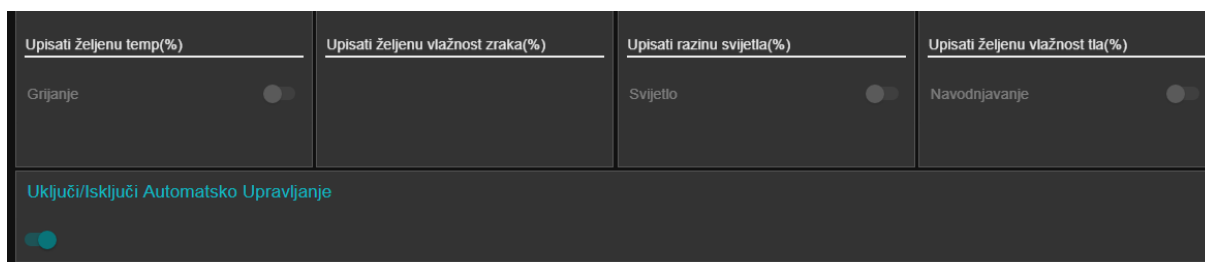 Upisati željenu temp(%)
Upisati željenu vlažnost zraka(%)
Upisati razinu svijetla(%)
Upisati željenu vlažnost tla(%)
Grijanje
Svijetlo
Navodnjavanje
Uključi/Isključi Automatsko Upravljanje